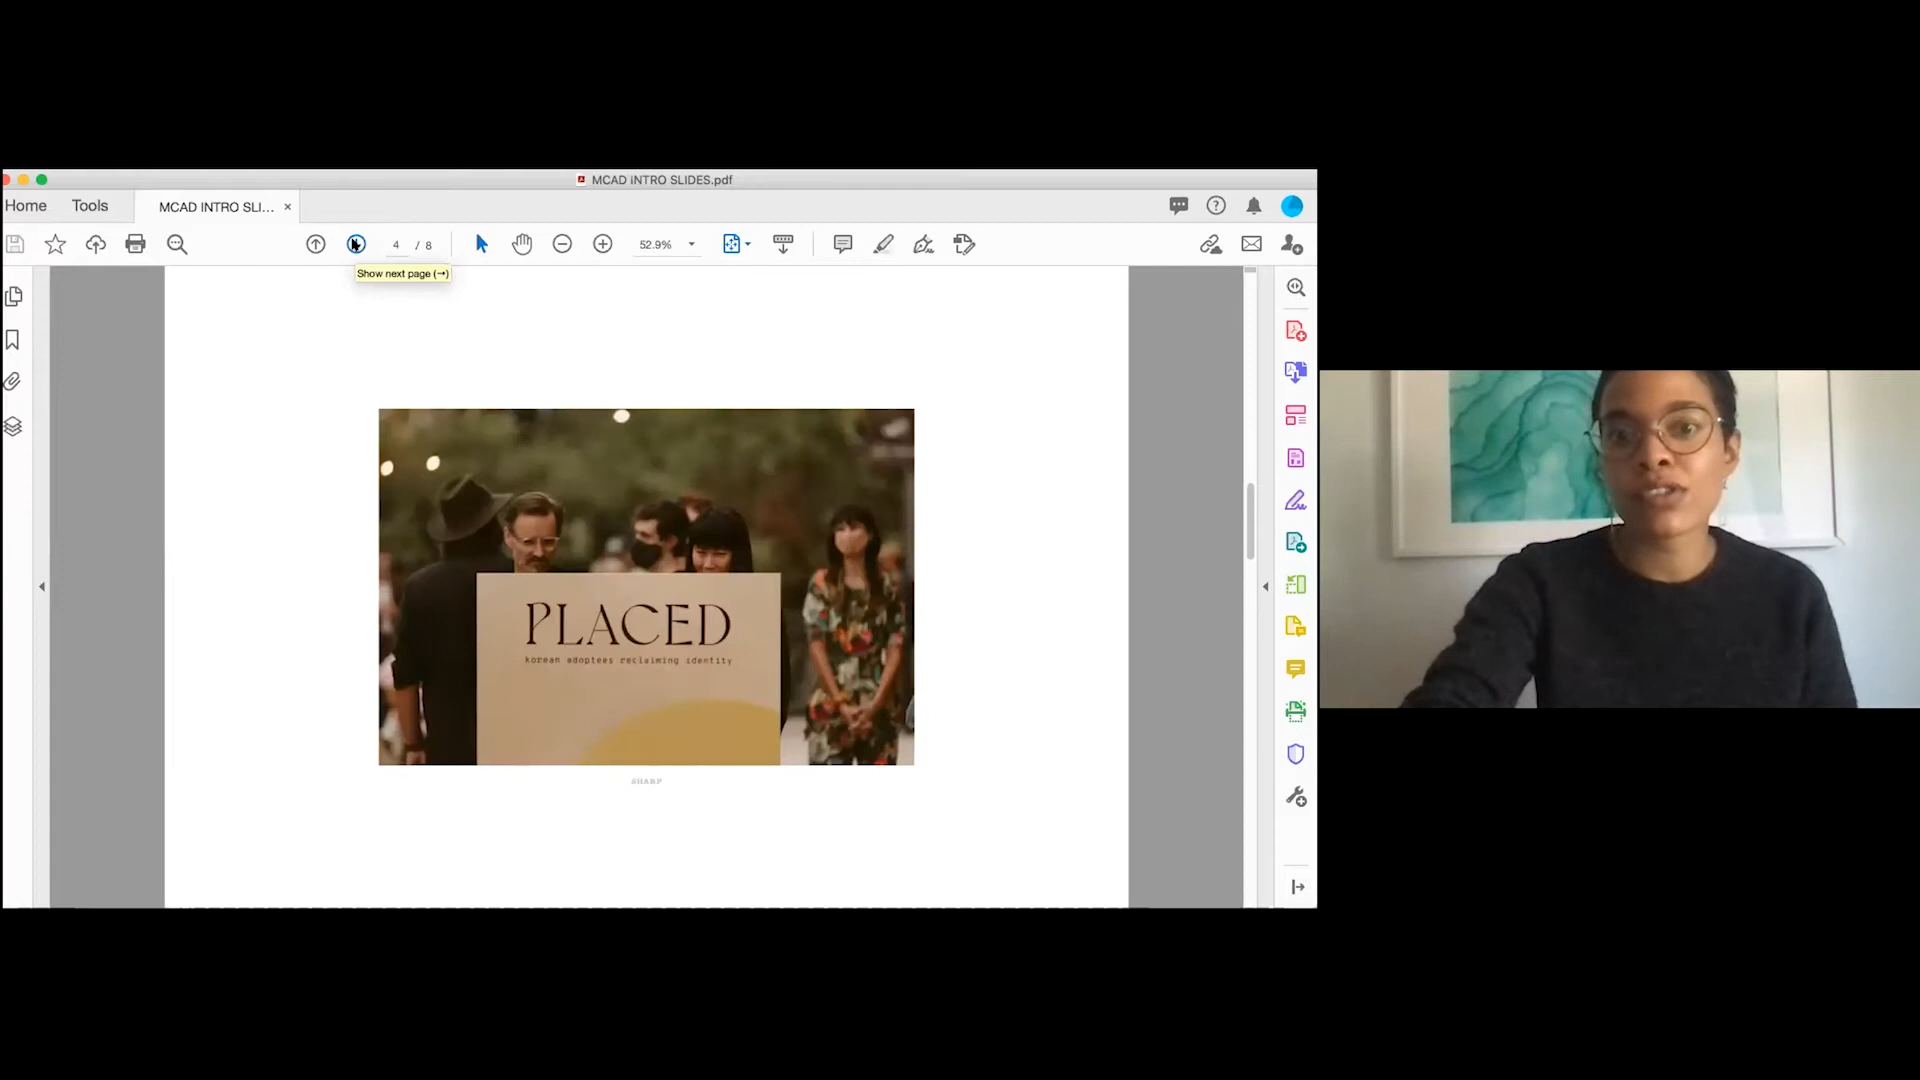 MCAD iNTRO SLIDES.pdf
Home
Tools
MCAD INTRO SLI... ×
4 / 8
52.9%
Show next page (→)
PLACED
korean adoptees reclaiming identity
SHARP